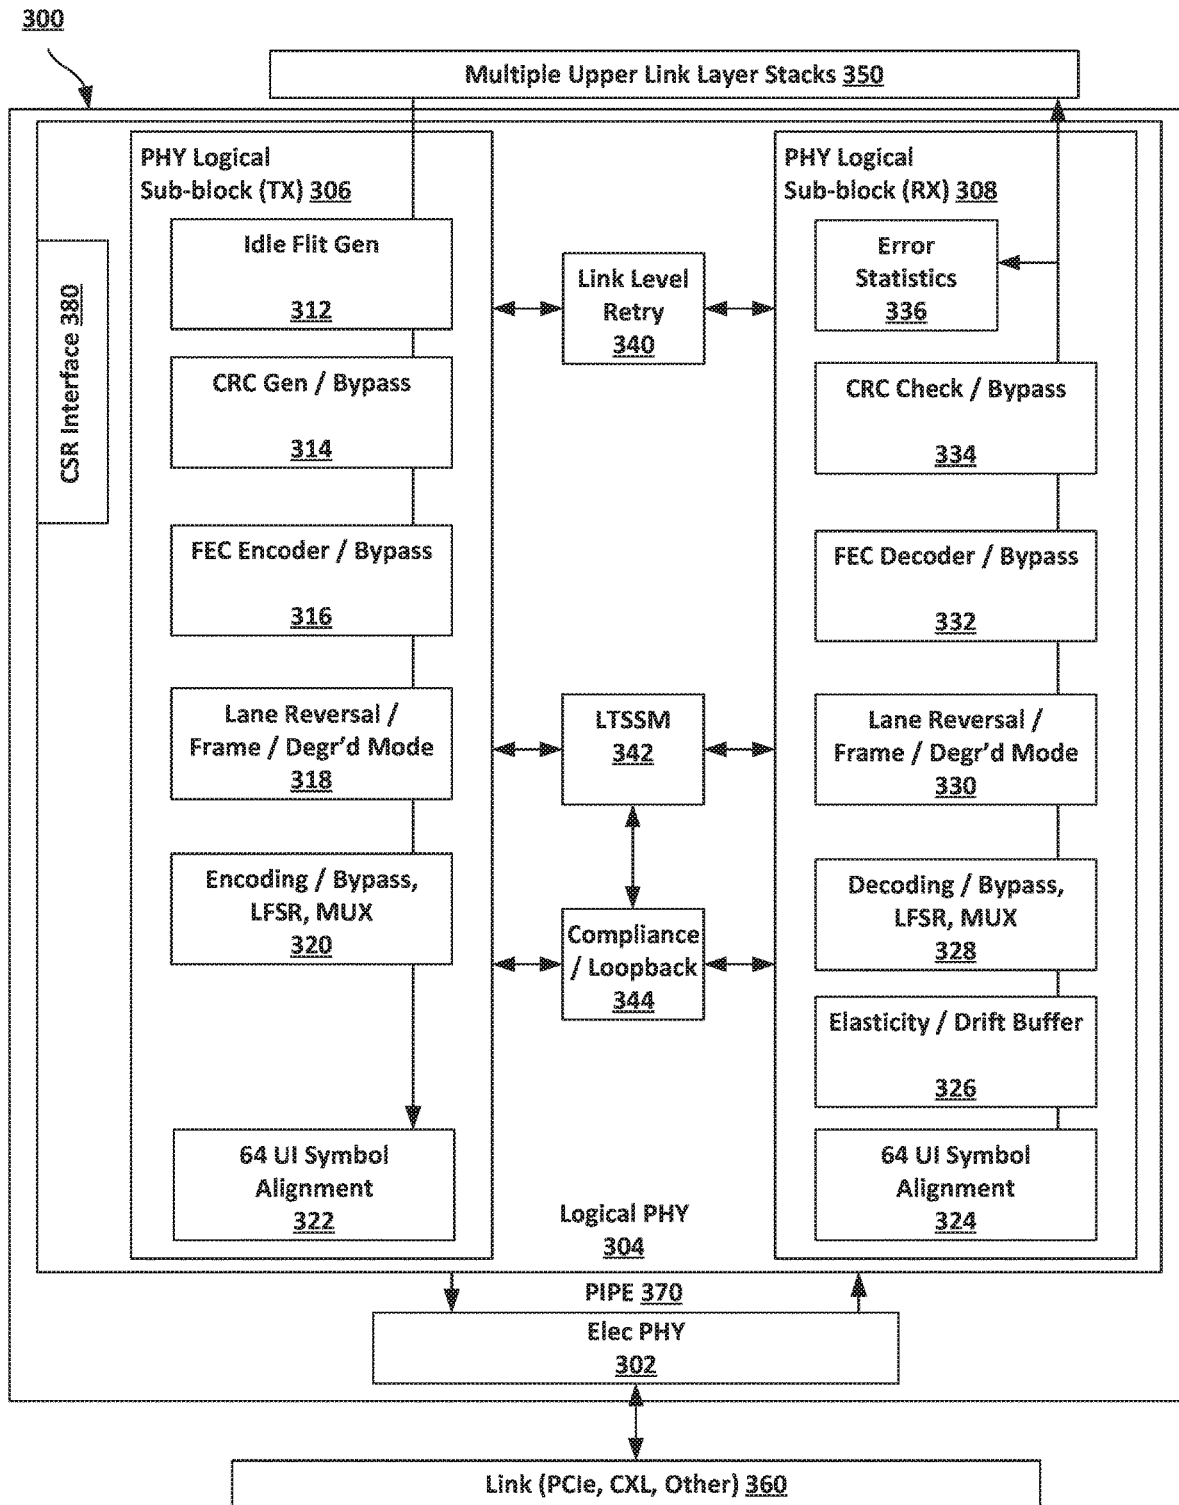 300
Multiple Upper Link Layer Stacks 350
CSR Interface 380
PHY Logical
Sub-block (TX) 306
Idle Flit Gen
312
CRC Gen / Bypass
314
FEC Encoder / Bypass
316
Lane Reversal /
Frame / Degr'd Mode
318
Encoding / Bypass,
LFSR, MUX
320
64 UI Symbol
Alignment
322
Link Level
Retry
340
LTSSM
342
Compliance
/ Loopback
344
Logical PHY
304
PHY Logical
Sub-block (RX) 308
Error
Statistics
336
CRC Check / Bypass
334
FEC Decoder / Bypass
332
Lane Reversal /
Frame / Degr'd Mode
330
Decoding / Bypass,
LFSR, MUX
328
Elasticity / Drift Buffer
326
64 UI Symbol
Alignment
324
PIPE 370
Elec PHY
302
Link (PCIe, CXL, Other) 360